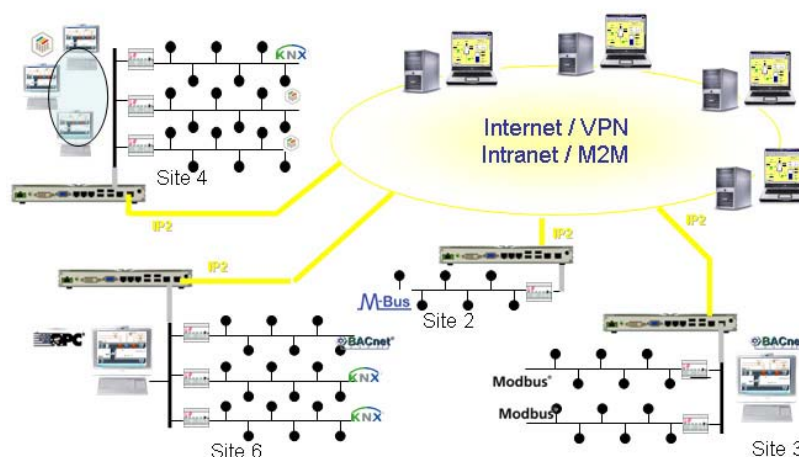 KNX
Internet / VPN
Intranet / M2M
Site 4
IP2
IP2
IP2
IP2
M-Bus
Site 2
OPC
BACnet
KNX
KNX
Site 6
BACnet
Modbus
Modbus
Site 3